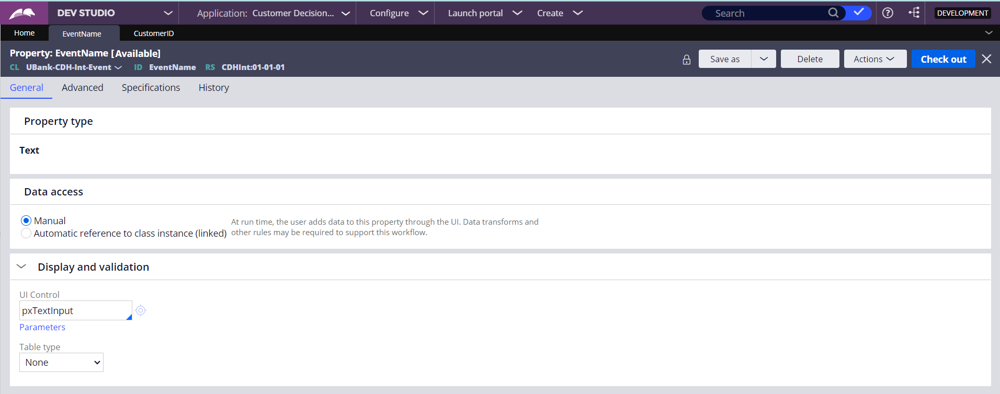 DEV STUDIO
Application: Customer Decision...
Configure
Launch portal
Create
Search
DEVELOPMENT
Home
EventName
CustomerID
Property: EventName [Available]
CL UBank-CDH-Int-Event ID EventName RS CDHInt:01-01-01
Save as
Delete
Actions
Check out
General
Advanced
Specifications
History
Property type
Text
Data access
Manual
Automatic reference to class instance (linked)
At run time, the user adds data to this property through the UI. Data transforms and
other rules may be required to support this workflow.
Display and validation
UI Control
pxTextInput
Parameters
Table type
None